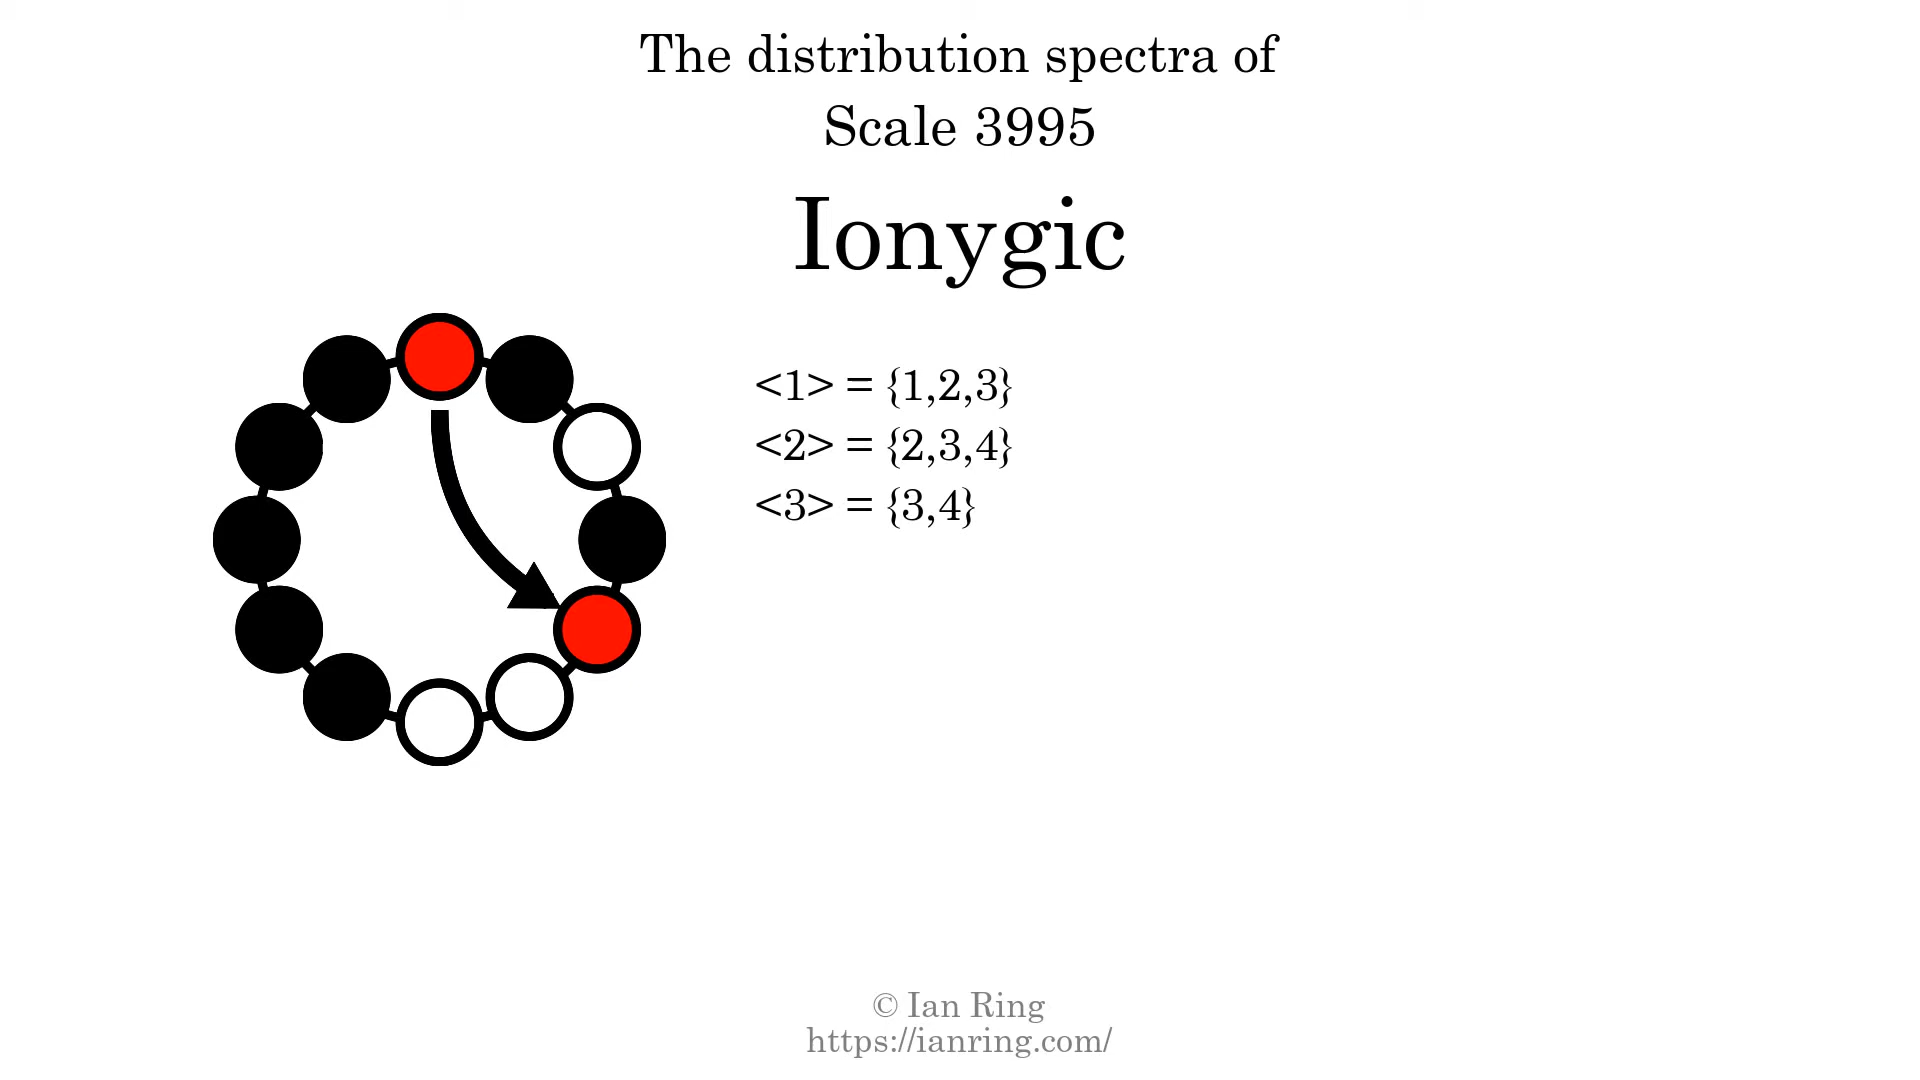 The distribution spectra of
Scale 3995
Ionygic
<1> = {1,2,3}
<2> = {2,3,4}
<3> = {3,4}
© Ian Ring
https://ianring.com/